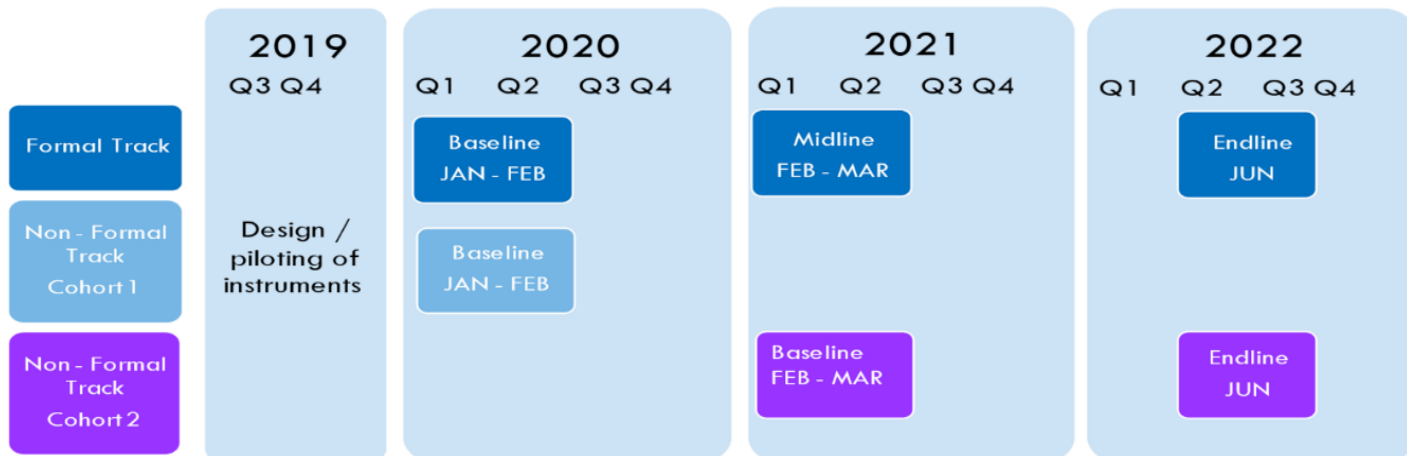 2019
2020
2021
2022
Q3 Q4
Q1 Q2 Q3 Q4
Q1 Q2 Q3 Q4
Q1 Q2 Q3 Q4
Formal Track
Baseline
JAN - FEB
Midline
FEB - MAR
Endline
JUN
Non - Formal
Track
Cohort 1
Design /
piloting of
instruments
Baseline
JAN - FEB
Non - Formal
Track
Cohort 2
Baseline
FEB - MAR
Endline
JUN